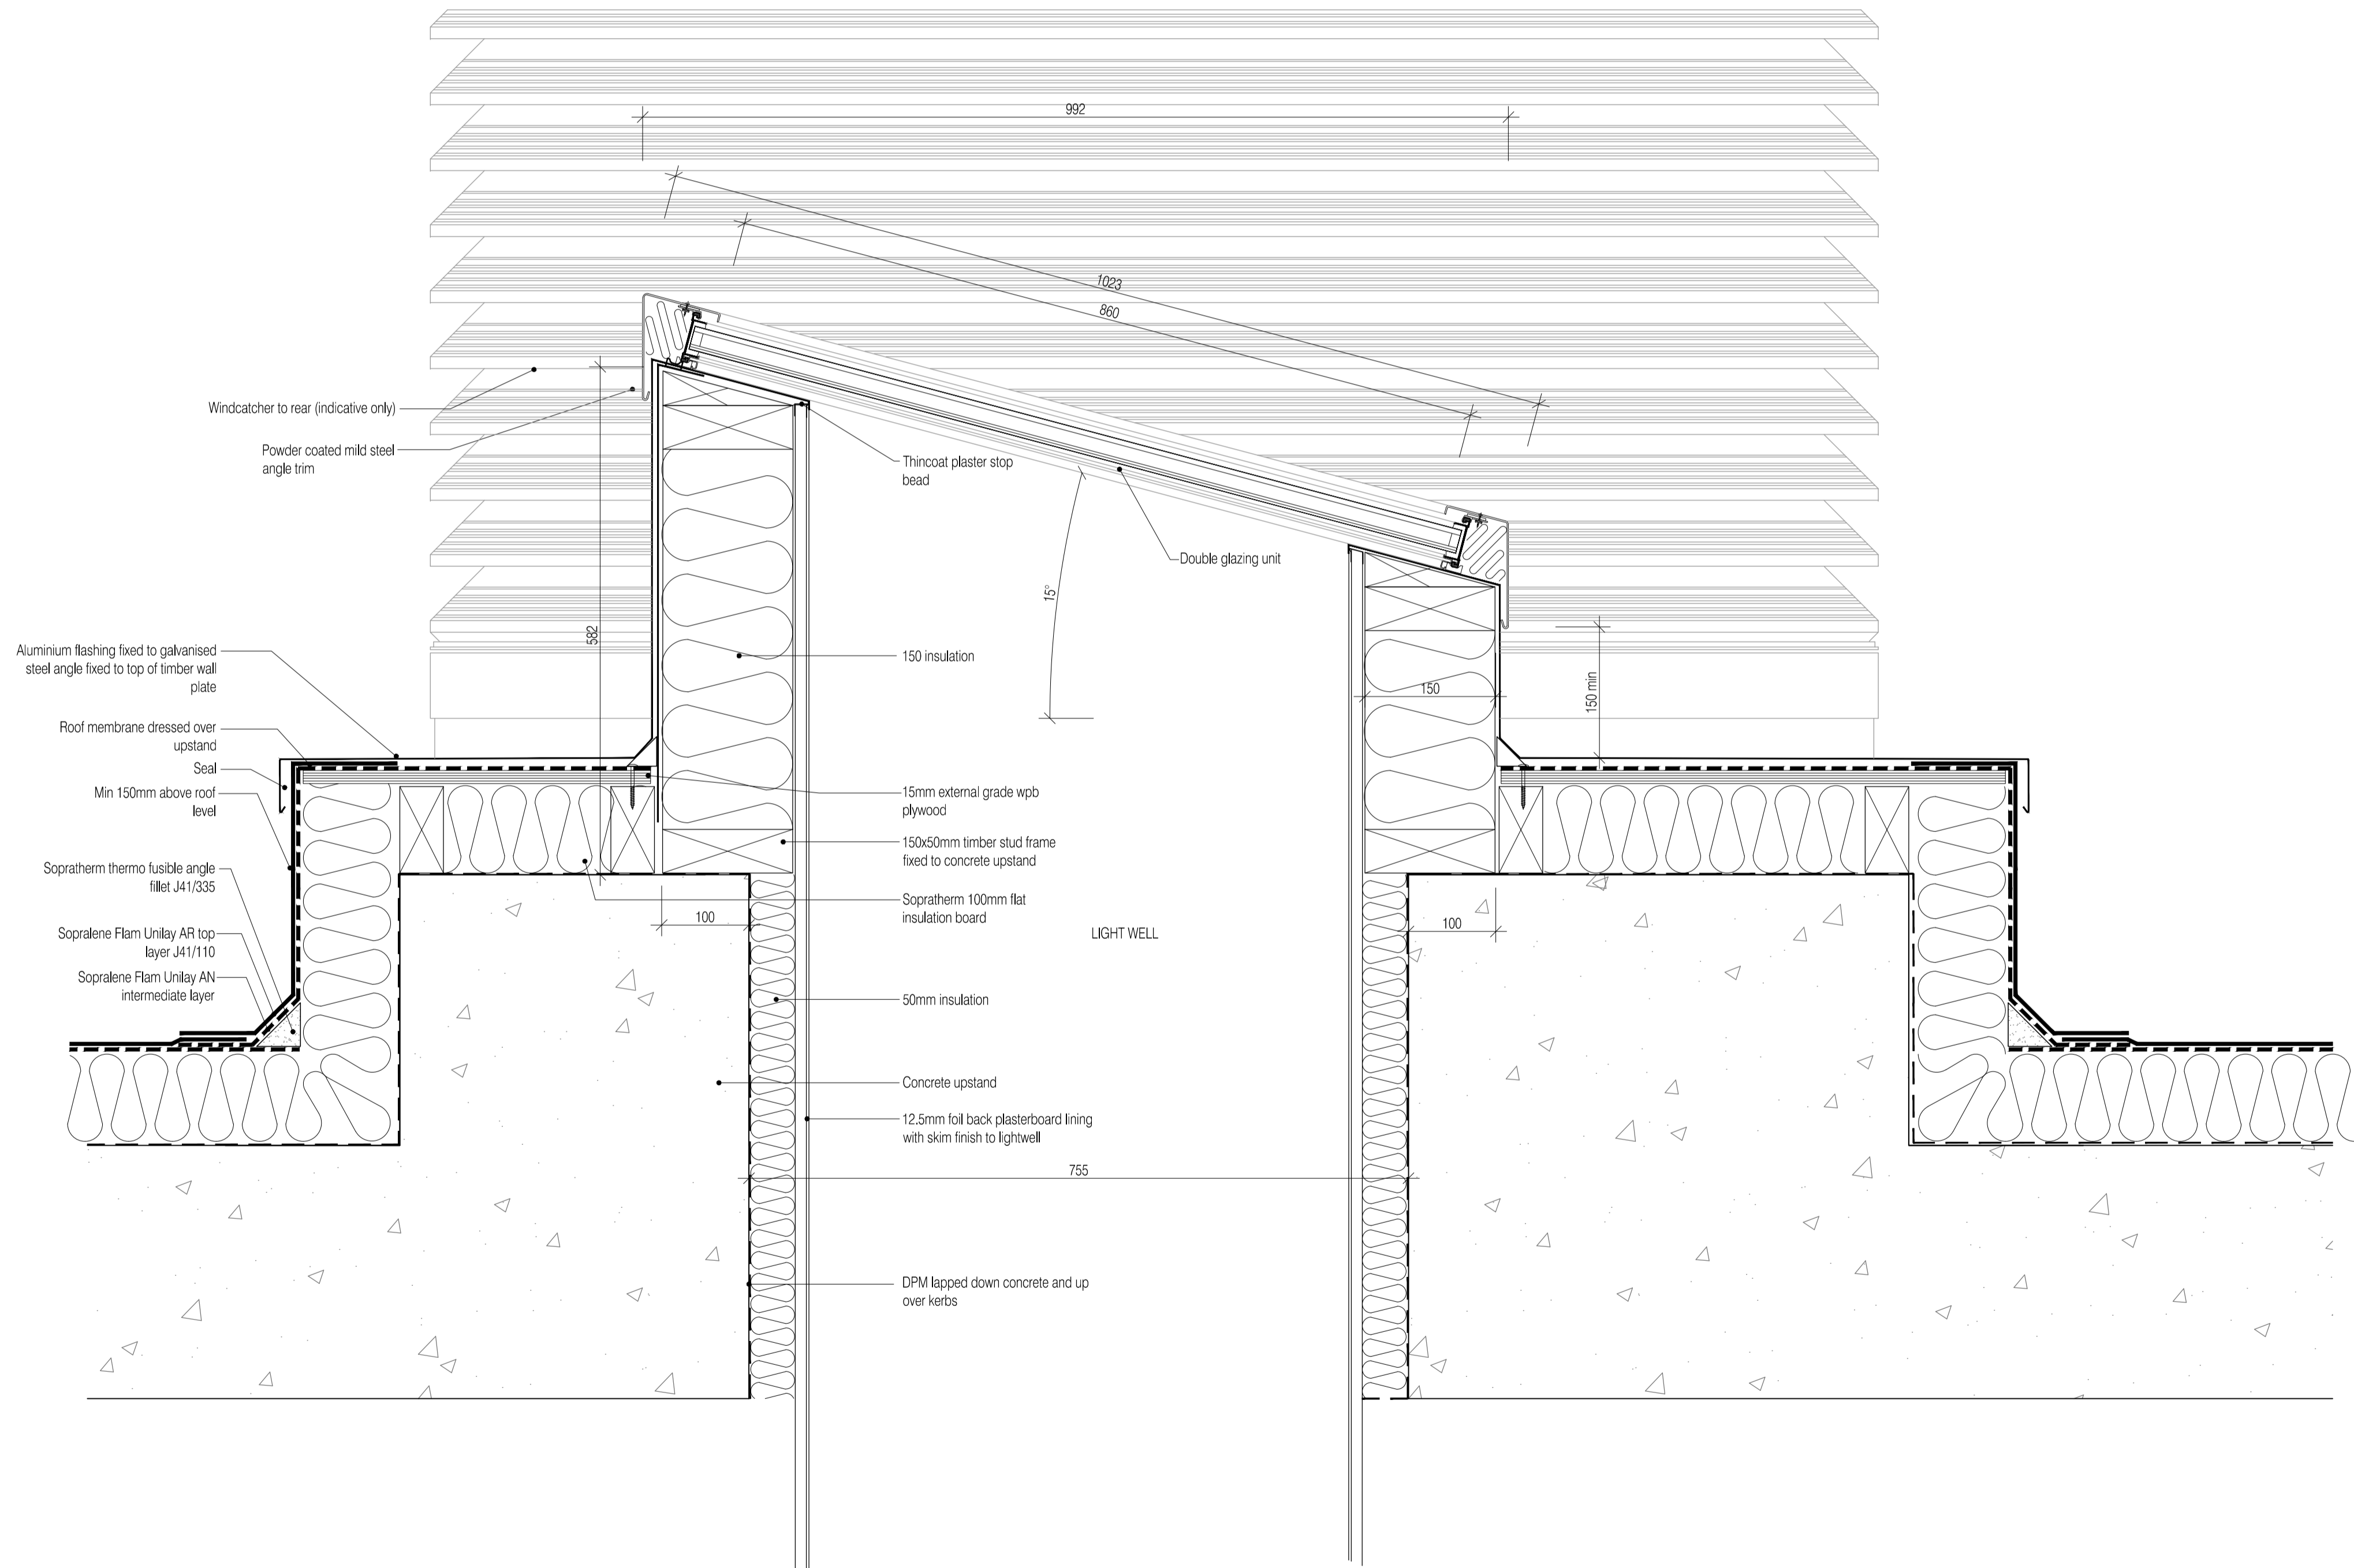 992
1023
860
Windcatcher to rear (indicative only)
Powder coated mild steel
angle trim
Thincoat plaster stop
bead
Double glazing unit
15°
582
Aluminium flashing fixed to galvanised
steel angle fixed to top of timber wall
plate
150 insulation
150
150 min
Roof membrane dressed over
upstand
Seal
Min 150mm above roof
level
15mm external grade wpb
plywood
150x50mm timber stud frame
fixed to concrete upstand
Sopratherm thermo fusible angle
fillet J41/335
Sopratherm 100mm flat
insulation board
100
100
LIGHT WELL
Sopralene Flam Unilay AR top
layer J41/110
Sopralene Flam Unilay AN
intermediate layer
50mm insulation
Concrete upstand
12.5mm foil back plasterboard lining
with skim finish to lightwell
755
DPM lapped down concrete and up
over kerbs